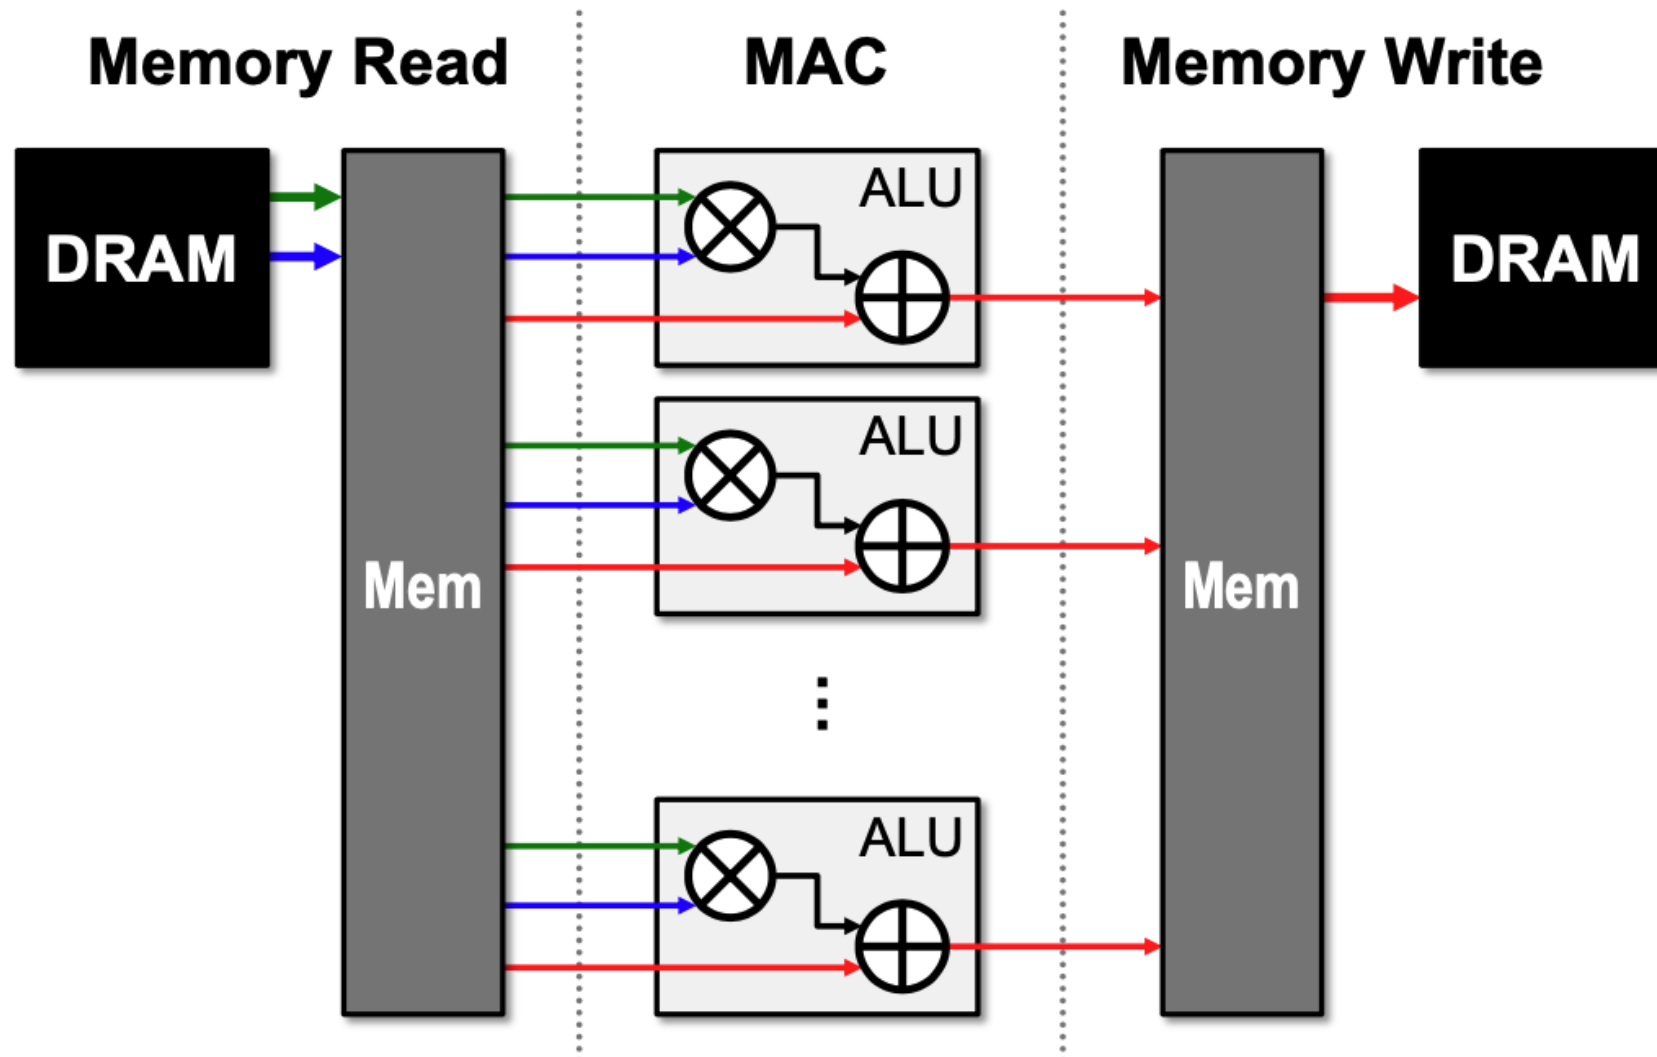 Memory Read
MAC
Memory Write
DRAM
Mem
ALU
ALU
ALU
Mem
DRAM